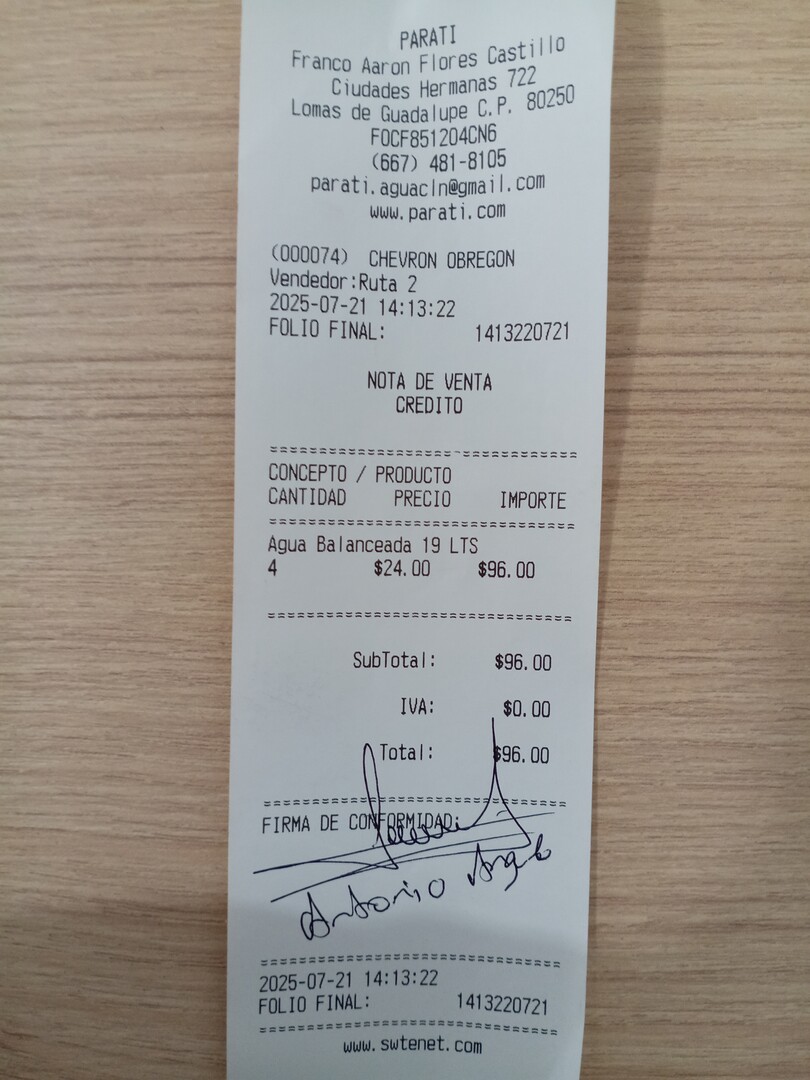 PARATI
Franco Aaron Flores Castillo
Ciudades Hermanas 722
Lomas de Guadalupe C.P. 80250
FOCF851204CN6
(667) 481-8105
parati.aguacln@gmail.com
www.parati.com
(000074) CHEVRON OBREGON
Vendedor:Ruta 2
2025-07-21 14:13:22
FOLIO FINAL: 1413220721
NOTA DE VENTA
CREDITO
CONCEPTO / PRODUCTO
CANTIDAD PRECIO IMPORTE
Agua Balanceada 19 LTS
4 $24.00 $96.00
SubTotal: $96.00
IVA: $0.00
Total: $96.00
FIRMA DE CONFORMIDAD:
Antonio
2025-07-21 14:13:22
FOLIO FINAL: 1413220721
www.swtenet.com